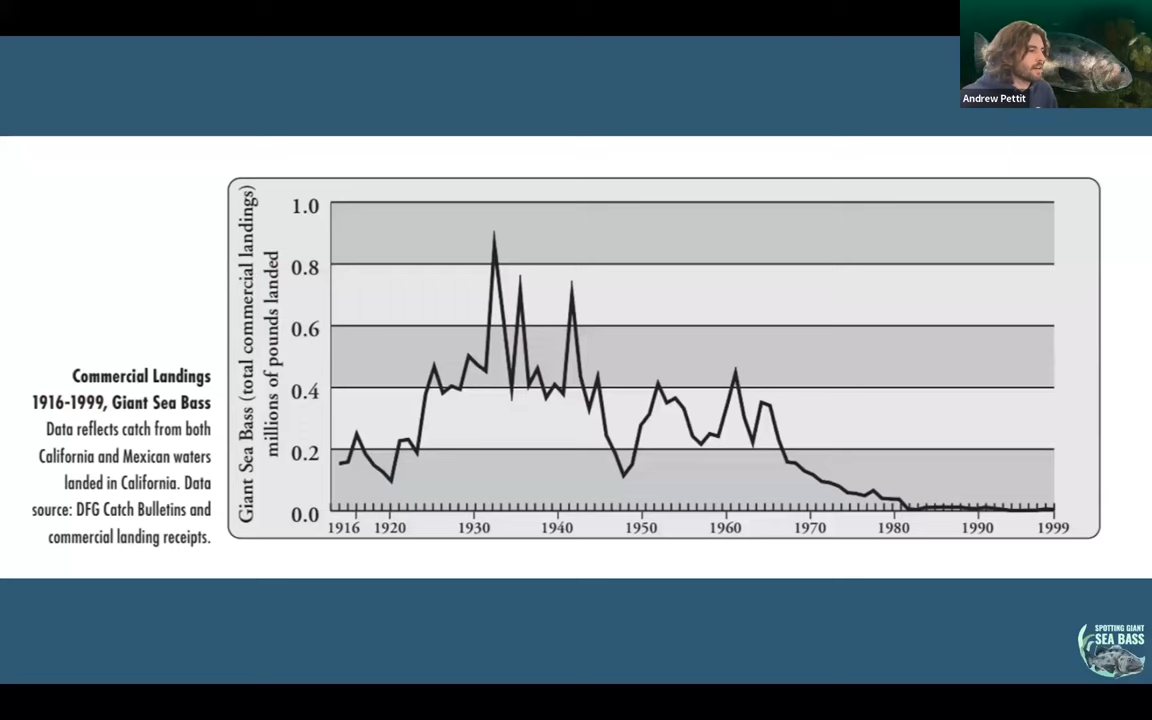 Andrew Pettit
Giant Sea Bass (total commercial landings)
millions of pounds landed
1.0
0.8
0.6
0.4
0.2
0.0
1916 1920 1930 1940 1950 1960 1970 1980 1990 1999
Commercial Landings
1916-1999, Giant Sea Bass
Data reflects catch from both
California and Mexican waters
landed in California. Data
source: DFG Catch Bulletins and
commercial landing receipts.
SPOTTING GIANT
SEA BASS